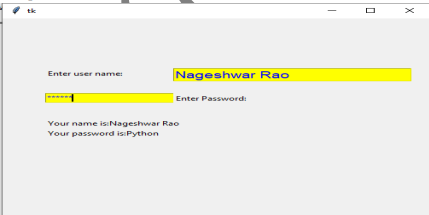 tk
Enter user name: Nageshwar Rao
****** Enter Password:
Your name is:Nageshwar Rao
Your password is:Python